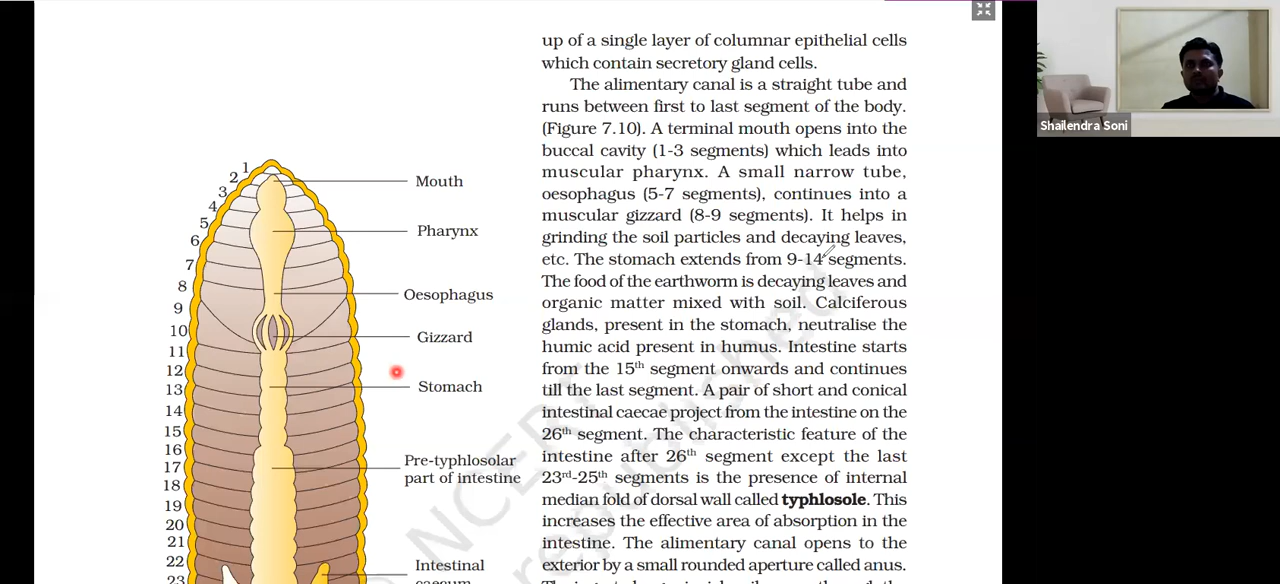 up of a single layer of columnar epithelial cells
which contain secretory gland cells.
The alimentary canal is a straight tube and
runs between first to last segment of the body.
(Figure 7.10). A terminal mouth opens into the
buccal cavity (1-3 segments) which leads into
muscular pharynx. A small narrow tube,
oesophagus (5-7 segments), continues into a
muscular gizzard (8-9 segments). It helps in
grinding the soil particles and decaying leaves,
etc. The stomach extends from 9-14 segments.
The food of the earthworm is decaying leaves and
organic matter mixed with soil. Calciferous
glands, present in the stomach, neutralise the
humic acid present in humus. Intestine starts
from the 15th segment onwards and continues
till the last segment. A pair of short and conical
intestinal caecae project from the intestine on the
26th segment. The characteristic feature of the
intestine after 26th segment except the last
23rd-25th segments is the presence of internal
median fold of dorsal wall called typhlosole. This
increases the effective area of absorption in the
intestine. The alimentary canal opens to the
exterior by a small rounded aperture called anus.
1
2
3
4
5
6
7
8
9
10
11
12
13
14
15
16
17
18
19
20
21
22
23
Mouth
Pharynx
Oesophagus
Gizzard
Stomach
Pre-typhlosolar
part of intestine
Intestinal
caecum
NCERT
republished
Shailendra Soni